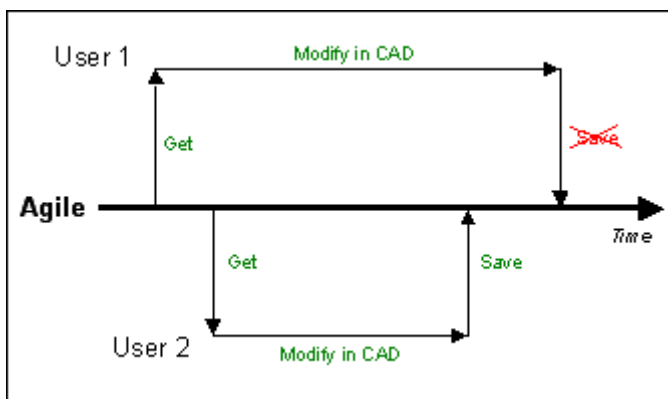 User 1
Modify in CAD
Get
Save
Agile
Time
Get
Save
User 2
Modify in CAD